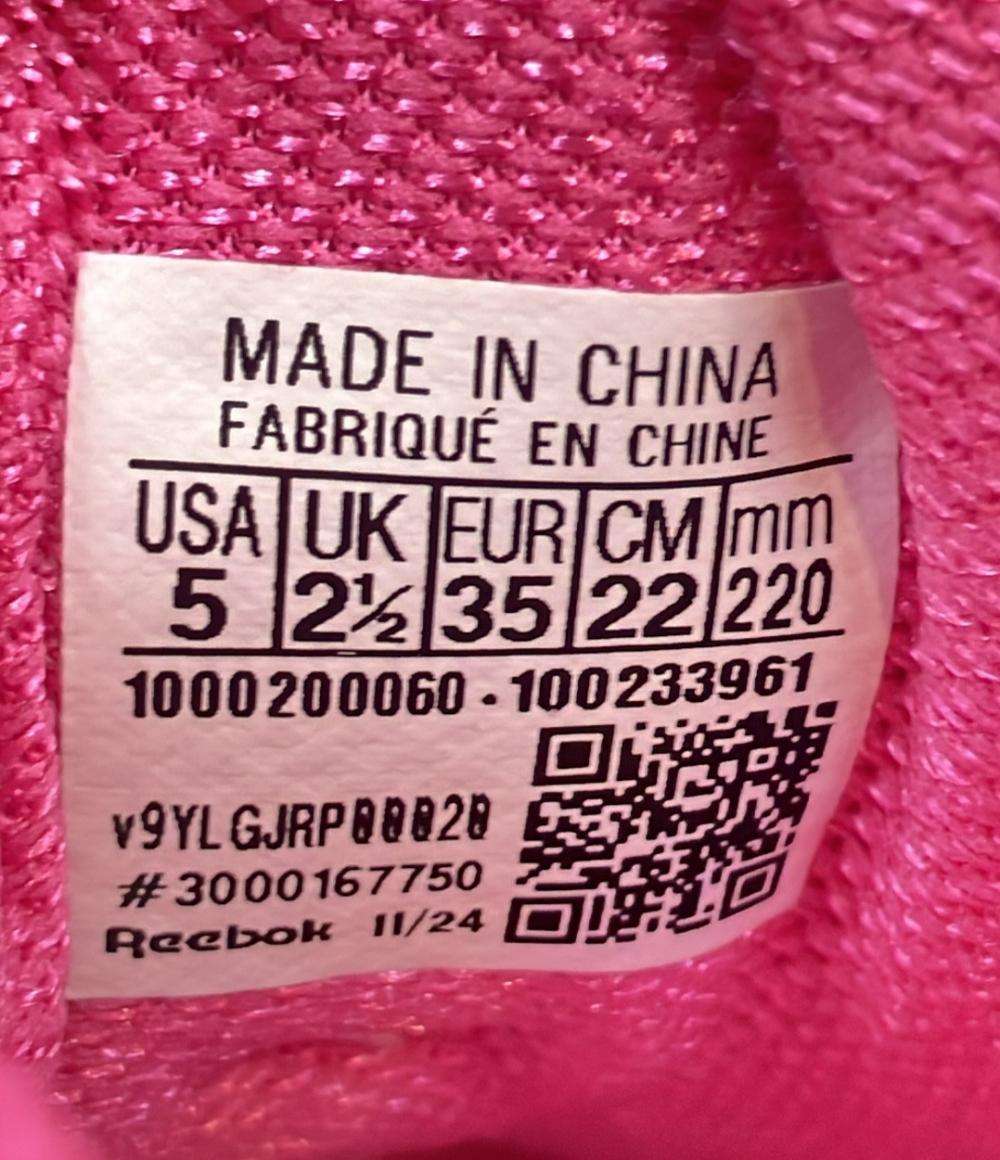 MADE IN CHINA
FABRIQUÉ EN CHINE
USA UK EUR CM mm
5 2½ 35 22 220
1000200060 · 100233961
v9YLGJRP00020
#3000167750
Reebok 11/24